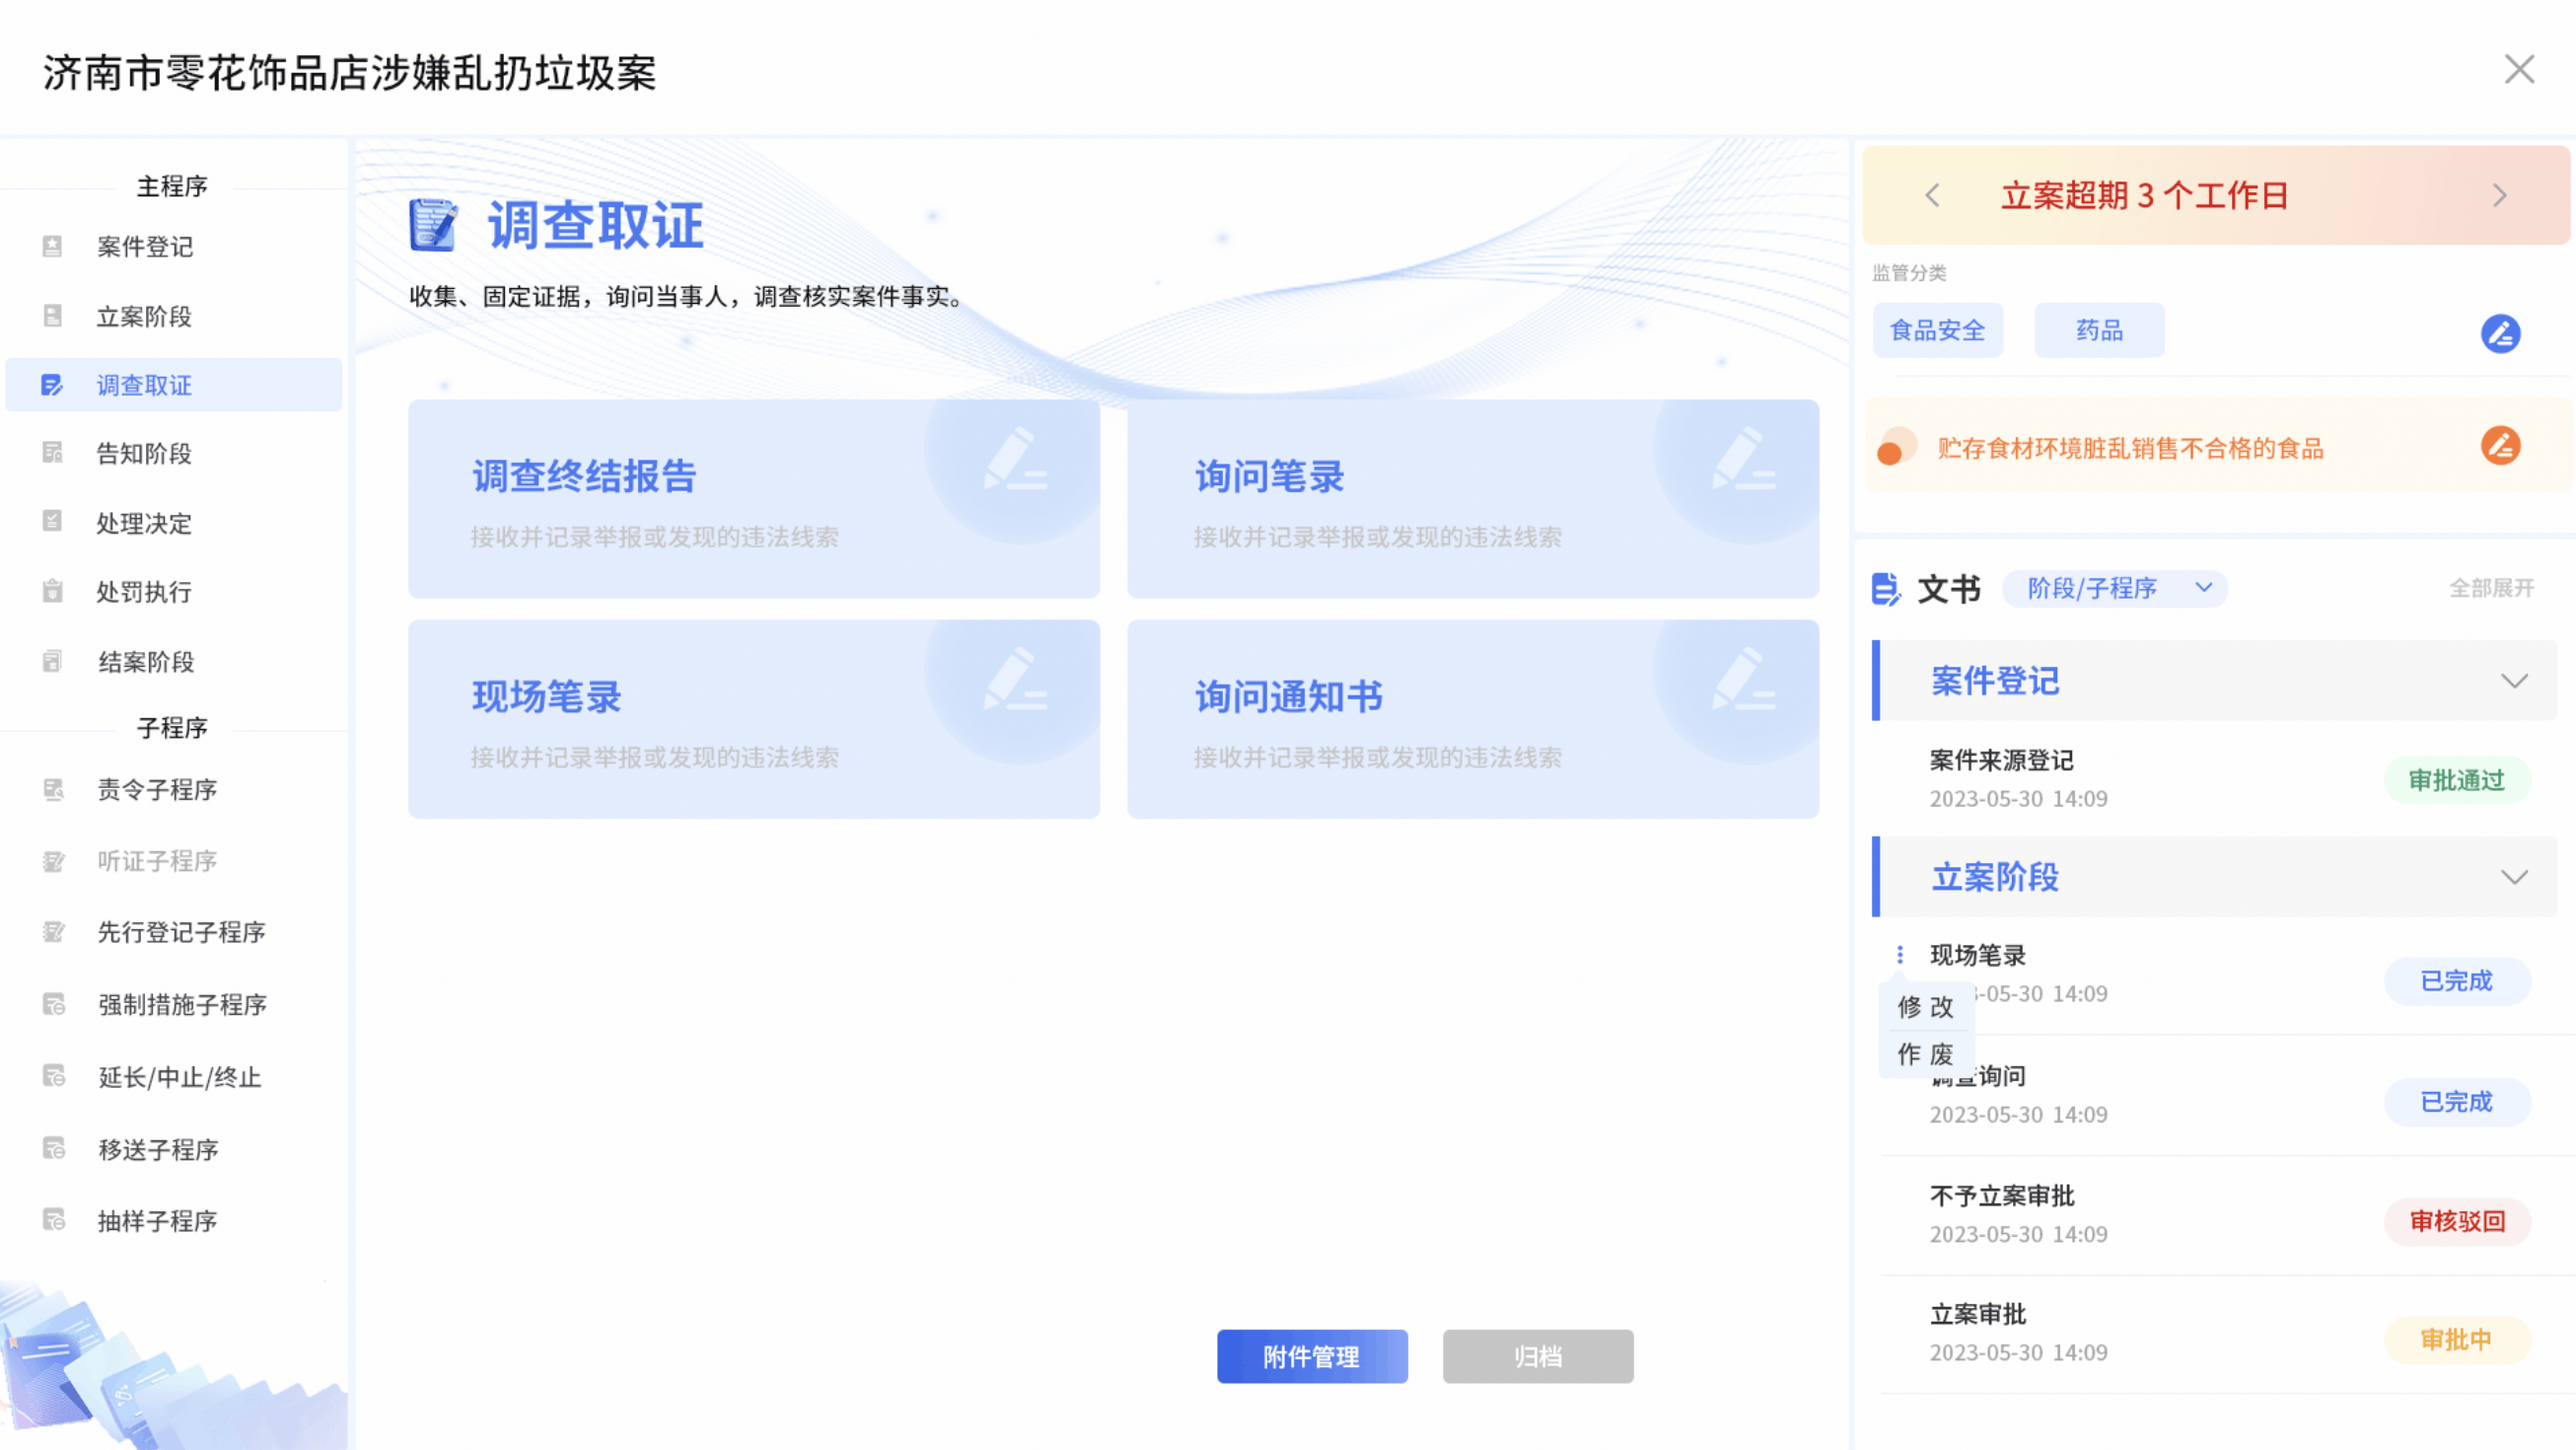 济南市零花饰品店涉嫌乱扔垃圾案
主程序
案件登记
立案阶段
调查取证
告知阶段
处理决定
处罚执行
结案阶段
子程序
责令子程序
听证子程序
先行登记子程序
强制措施子程序
延长/中止/终止
移送子程序
抽样子程序
调查取证
收集、固定证据，询问当事人，调查核实案件事实。
调查终结报告
接收并记录举报或发现的违法线索
询问笔录
接收并记录举报或发现的违法线索
现场笔录
接收并记录举报或发现的违法线索
询问通知书
接收并记录举报或发现的违法线索
附件管理
归档
立案超期 3 个工作日
监管分类
食品安全
药品
贮存食材环境脏乱销售不合格的食品
文书
阶段/子程序
全部展开
案件登记
案件来源登记
2023-05-30 14:09
审批通过
立案阶段
现场笔录
-05-30 14:09
已完成
修 改
作 废
调查询问
2023-05-30 14:09
已完成
不予立案审批
2023-05-30 14:09
审核驳回
立案审批
2023-05-30 14:09
审批中